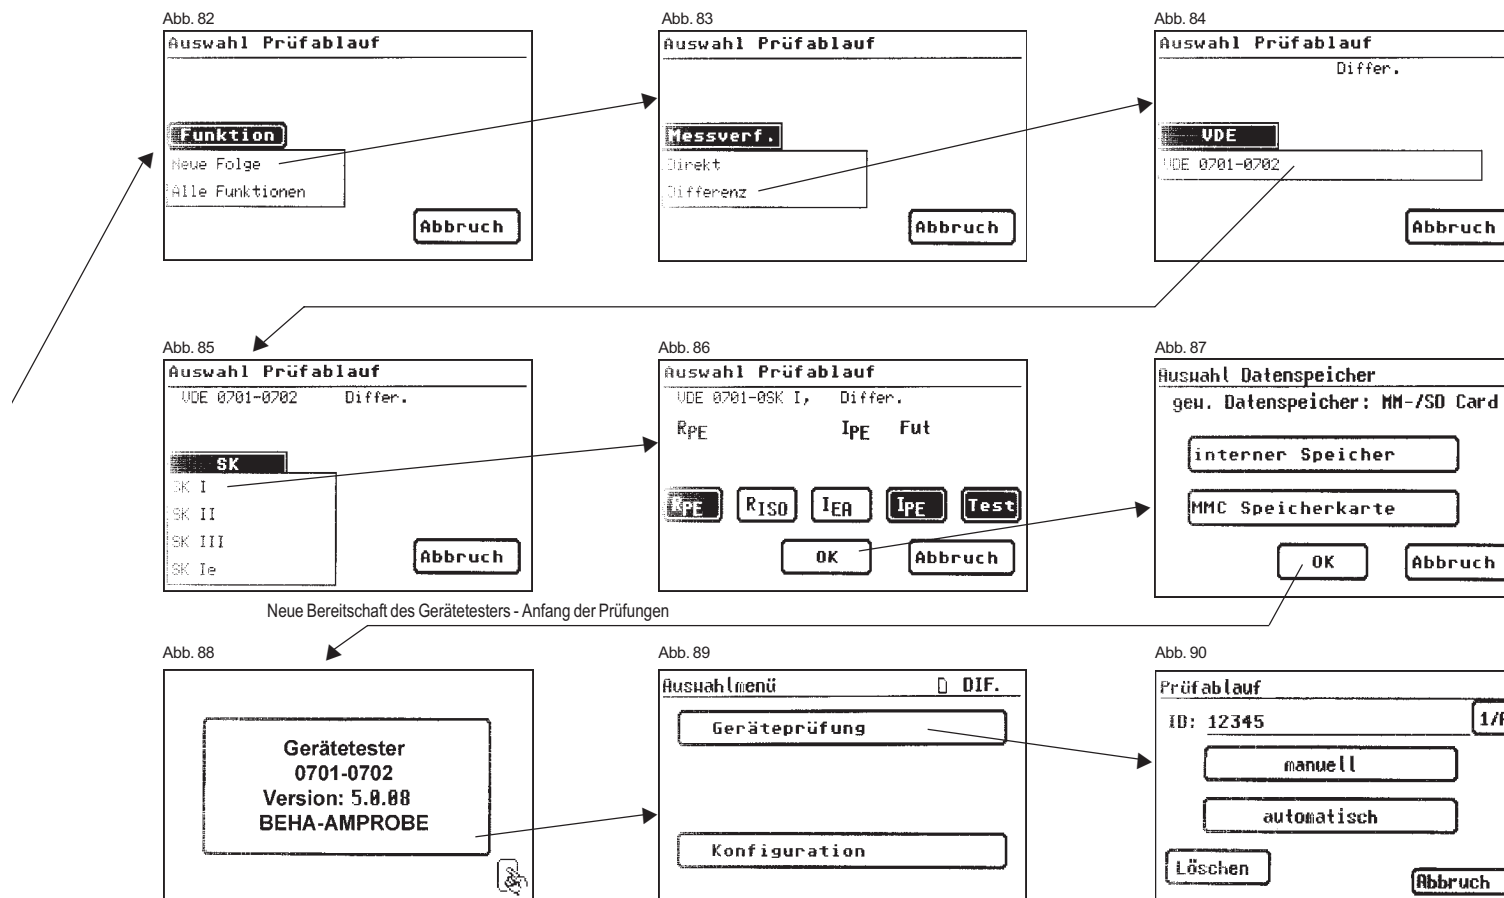 Abb. 82
Auswahl Prüfablauf
Funktion
Neue Folge
Alle Funktionen
Abbruch
Abb. 83
Auswahl Prüfablauf
Messverf.
Direkt
Differenz
Abbruch
Abb. 84
Auswahl Prüfablauf
Differ.
VDE
VDE 0701-0702
Abbruch
Abb. 85
Auswahl Prüfablauf
VDE 0701-0702 Differ.
SK
SK I
SK II
SK III
SK Ie
Abbruch
Abb. 86
Auswahl Prüfablauf
VDE 0701-0SK I, Differ.
RPE IPE Fut
RPE RISO IEA IPE Test
OK Abbruch
Abb. 87
Auswahl Datenspeicher
gew. Datenspeicher: MM-/SD Card
interner Speicher
MMC Speicherkarte
OK Abbruch
Neue Bereitschaft des Gerätetesters - Anfang der Prüfungen
Abb. 88
Gerätetester
0701-0702
Version: 5.0.08
BEHA-AMPROBE
Abb. 89
Auswahlmenü DIF.
Geräteprüfung
Konfiguration
Abb. 90
Prüfablauf
ID: 12345
manuell
automatisch
Löschen
Abbruch